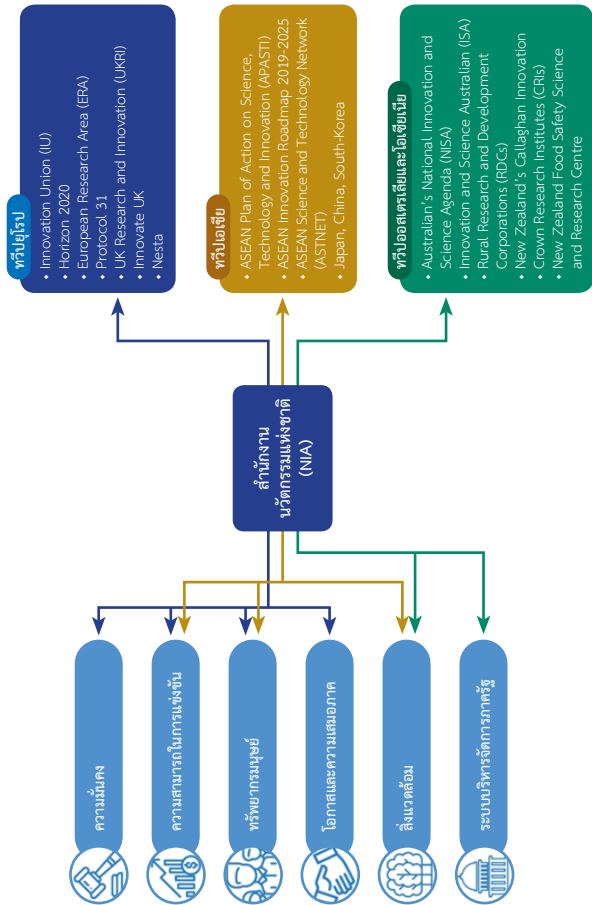 ความมั่นคง
ความสามารถในการแข่งขัน
ทรัพยากรมนุษย์
โอกาสและความเสมอภาค
สิ่งแวดล้อม
ระบบบริหารจัดการภาครัฐ
สำนักงาน
นวัตกรรมแห่งชาติ
(NIA)
ทวีปยุโรป
• Innovation Union (IU)
• Horizon 2020
• European Research Area (ERA)
• Protocol 31
• UK Research and Innovation (UKRI)
• Innovate UK
• Nesta
ทวีปเอเชีย
• ASEAN Plan of Action on Science,
Technology and Innovation (APASTI)
• ASEAN Innovation Roadmap 2019-2025
• ASEAN Science and Technology Network
(ASTNET)
• Japan, China, South-Korea
ทวีปออสเตรเลียและโอเชียเนีย
• Australian's National Innovation and
Science Agenda (NISA)
• Innovation and Science Australian (ISA)
• Rural Research and Development
Corporations (RDCs)
• New Zealand's Callaghan Innovation
• Crown Research Institutes (CRIs)
• New Zealand Food Safety Science
and Research Centre